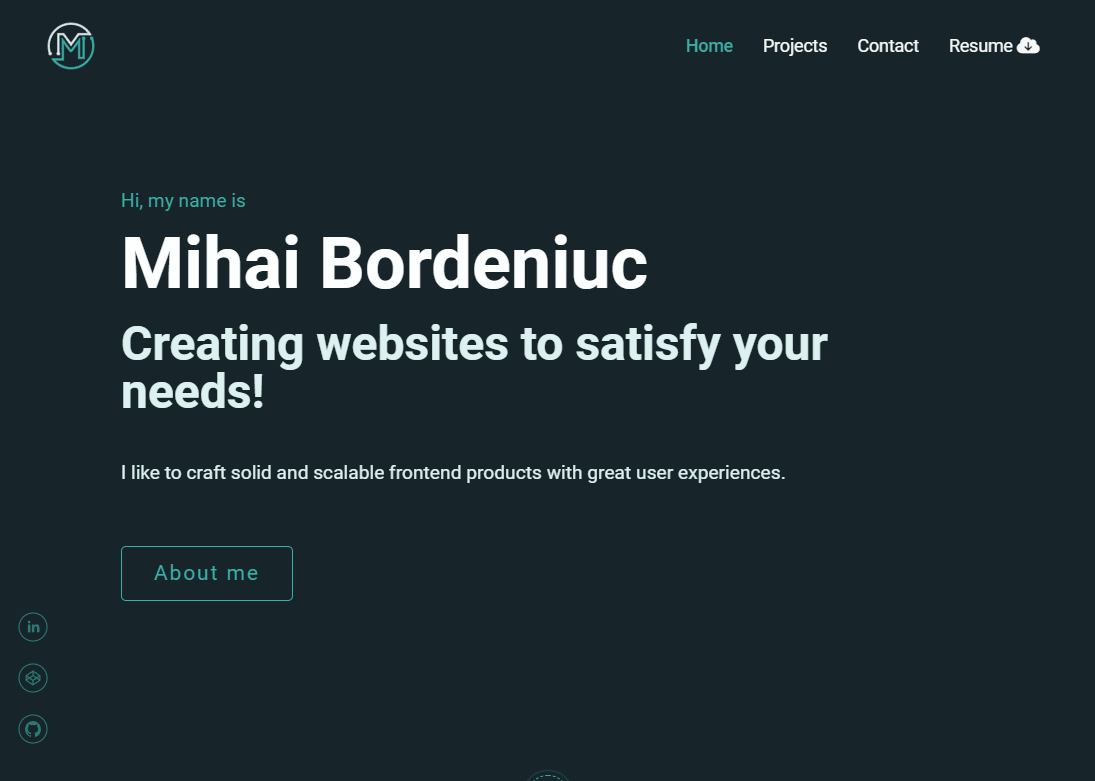 M
Home Projects Contact Resume
Hi, my name is
Mihai Bordeniuc
Creating websites to satisfy your
needs!
I like to craft solid and scalable frontend products with great user experiences.
About me
in